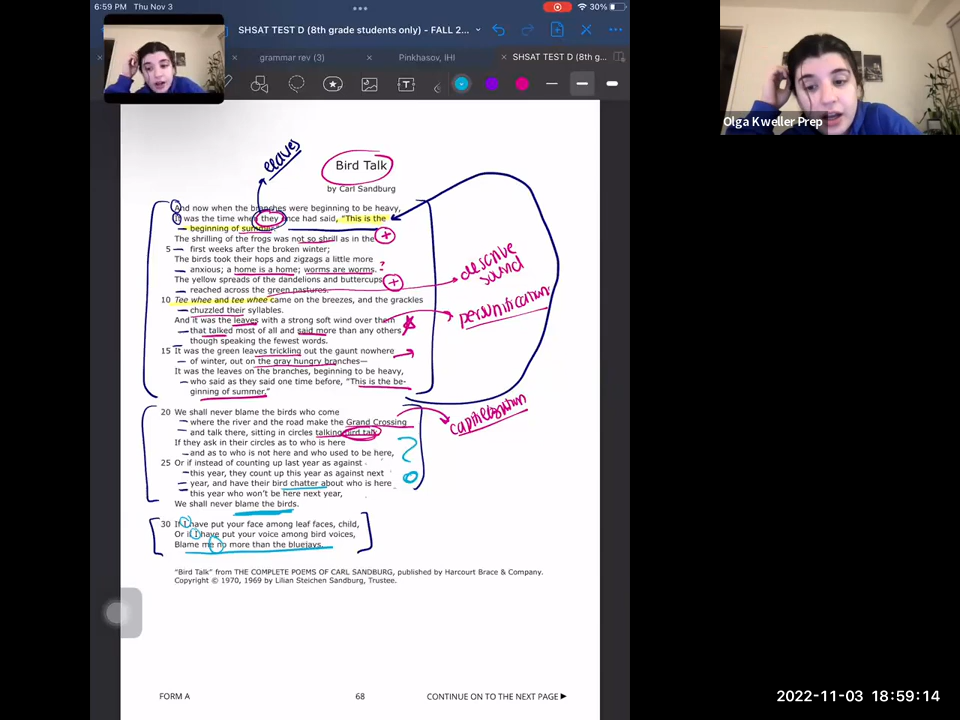 6:59 PM Thu Nov 3
30%
SHSAT TEST D (8th grade students only) - FALL 2...
grammar rev (3)
Pinkhasov, IHI
SHSAT TEST D (8th g...
Olga Kweller Prep
leaves
Bird Talk
by Carl Sandburg
And now when the branches were beginning to be heavy,
It was the time when they once had said, "This is the
beginning of summer."
The shrilling of the frogs was not so shrill as in the
5 first weeks after the broken winter;
The birds took their hops and zigzags a little more
anxious; a home is a home; worms are worms. ?
The yellow spreads of the dandelions and buttercups
reached across the green pastures.
describe sound
10 Tee whee and tee whee came on the breezes, and the grackles
chuzzled their syllables.
And it was the leaves with a strong soft wind over them
that talked most of all and said more than any others
though speaking the fewest words.
personification
15 It was the green leaves trickling out the gaunt nowhere
of winter, out on the gray hungry branches—
It was the leaves on the branches, beginning to be heavy,
who said as they said one time before, "This is the be-
ginning of summer."
20 We shall never blame the birds who come
where the river and the road make the Grand Crossing
and talk there, sitting in circles talking bird talk.
capitalization
If they ask in their circles as to who is here
and as to who is not here and who used to be here,
25 Or if instead of counting up last year as against
this year, they count up this year as against next
year, and have their bird chatter about who is here
this year who won't be here next year,
We shall never blame the birds.
30 If I have put your face among leaf faces, child,
Or if I have put your voice among bird voices,
Blame me no more than the bluejays.
"Bird Talk" from THE COMPLETE POEMS OF CARL SANDBURG, published by Harcourt Brace & Company.
Copyright © 1970, 1969 by Lilian Steichen Sandburg, Trustee.
FORM A 68 CONTINUE ON TO THE NEXT PAGE
2022-11-03 18:59:14